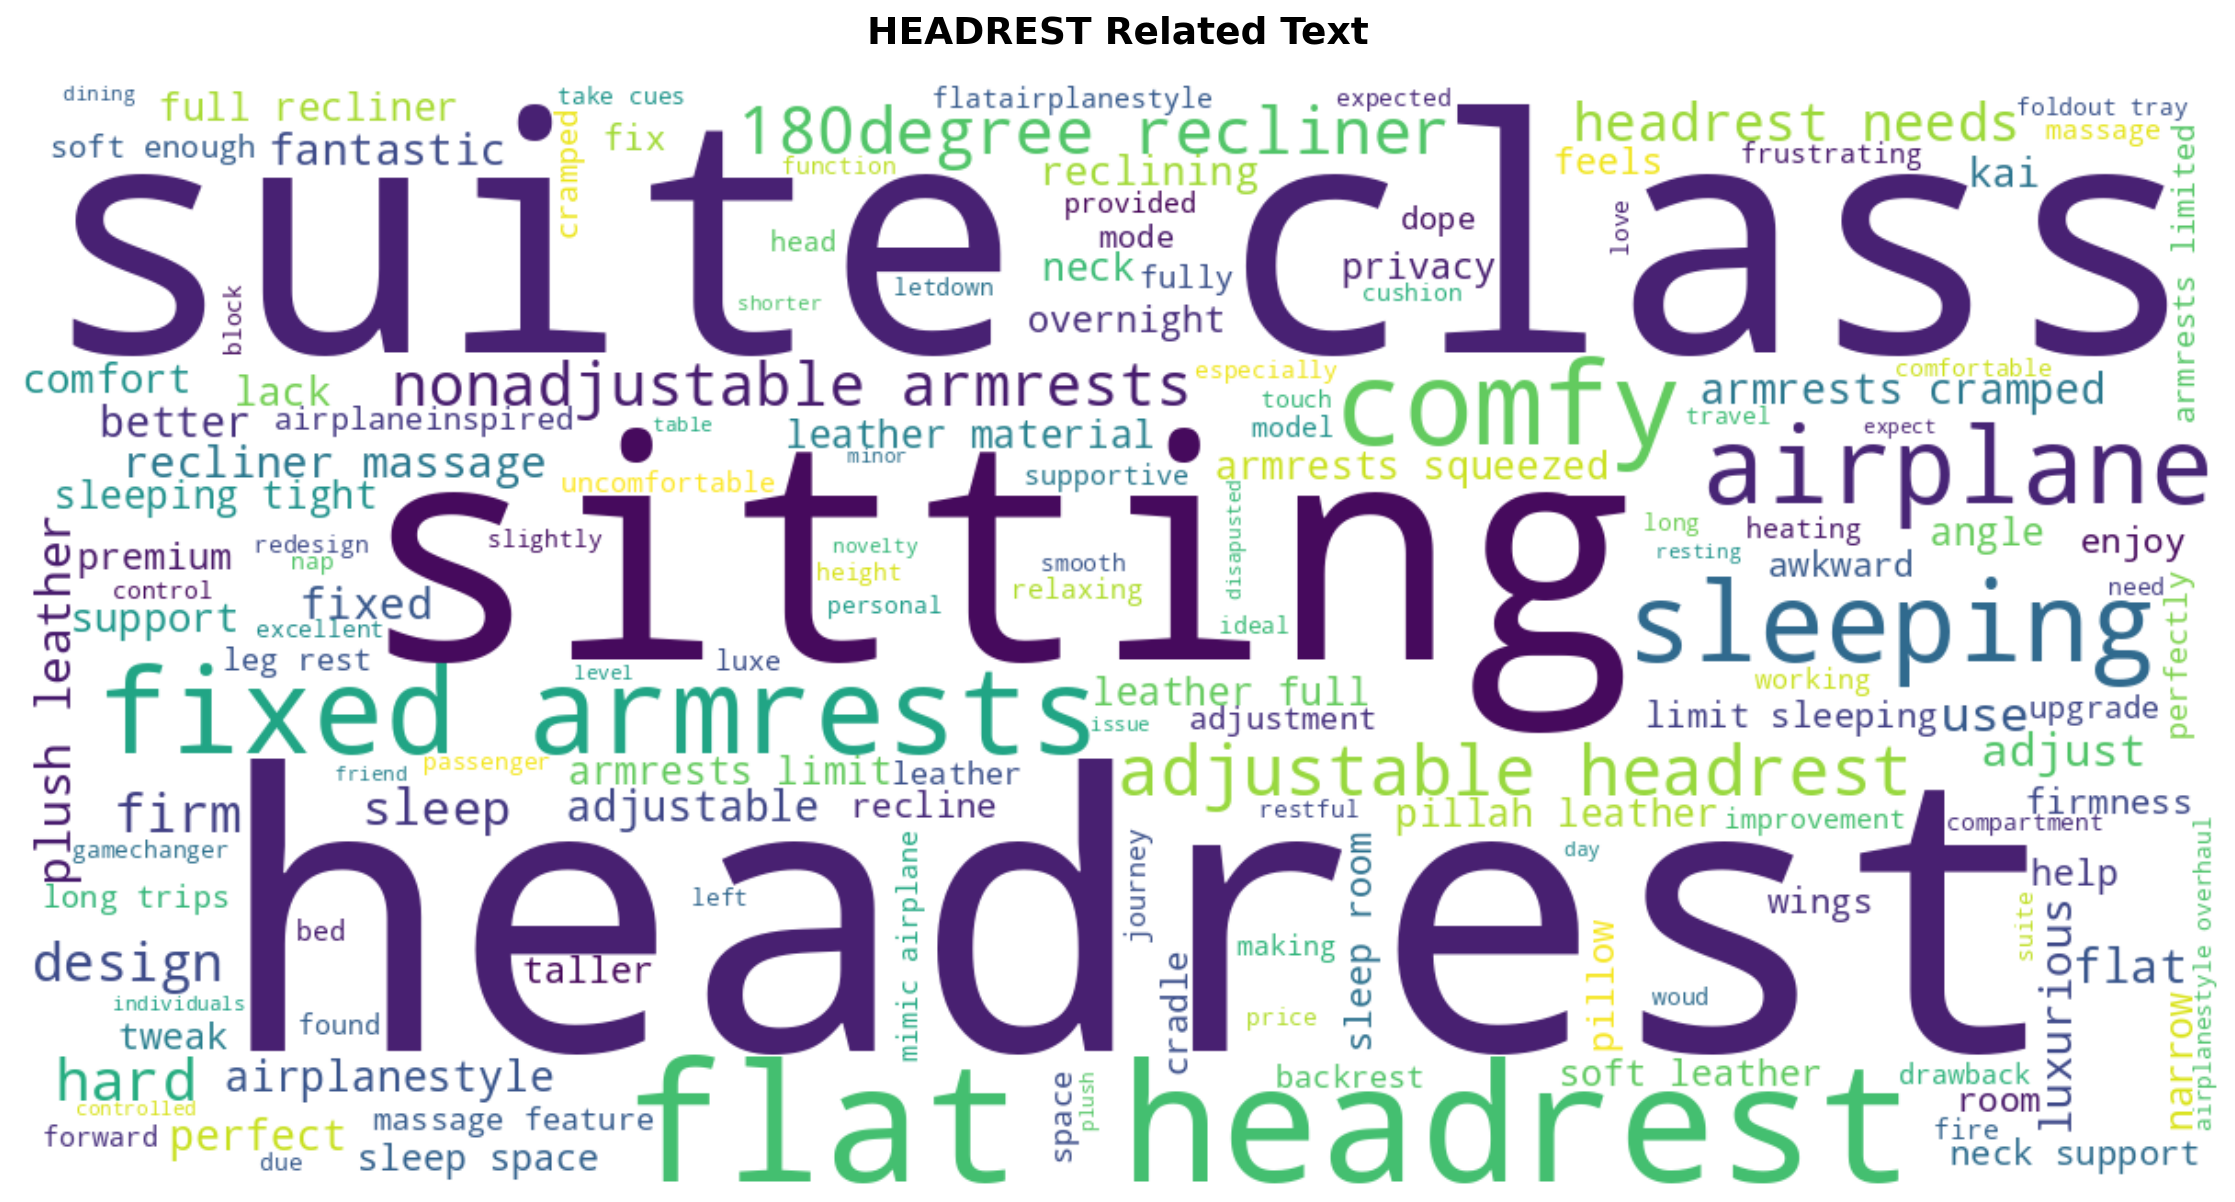 HEADREST Related Text
dining
full recliner
take cues
flatairplanestyle
expected
foldout tray
soft enough
fantastic
cramped
fix
180degree recliner
headrest needs
massage
function
reclining
feels
frustrating
kai
armrests limited
suite class
provided
dope
love
head
mode
neck
fully
privacy
letdown
cushion
block
shorter
overnight
comfort
lack
nonadjustable armrests
especially
comfy
comfortable
armrests cramped
better
airplaneinspired
table
touch
travel
leather material
model
expect
airplane
recliner massage
minor
armrests squeezed
sleeping tight
uncomfortable
supportive
sitting
disapusted
plush leather
premium
redesign
slightly
novelty
long
heating
angle
enjoy
nap
height
smooth
resting
awkward
control
personal
relaxing
sleeping
need
perfectly
support
fixed
excellent
ideal
leg rest
level
luxe
working
fixed armrests
leather full
issue
adjustment
limit sleeping
use
upgrade
friend
passenger
armrests limit
leather
adjustable headrest
adjust
firm
sleep
adjustable
recline
restful
pillah leather
improvement
firmness
compartment
gamechanger
headrest
mimic airplane
journey
sleep room
day
help
airplanestyle overhaul
long trips
left
wings
bed
making
pillow
suite
luxurious
design
taller
cradle
flat
individuals
found
price
woud
narrow
tweak
hard
airplanestyle
flat headrest
space
plush
backrest
soft leather
drawback
controlled
room
forward
perfect
massage feature
fire
due
sleep space
neck support